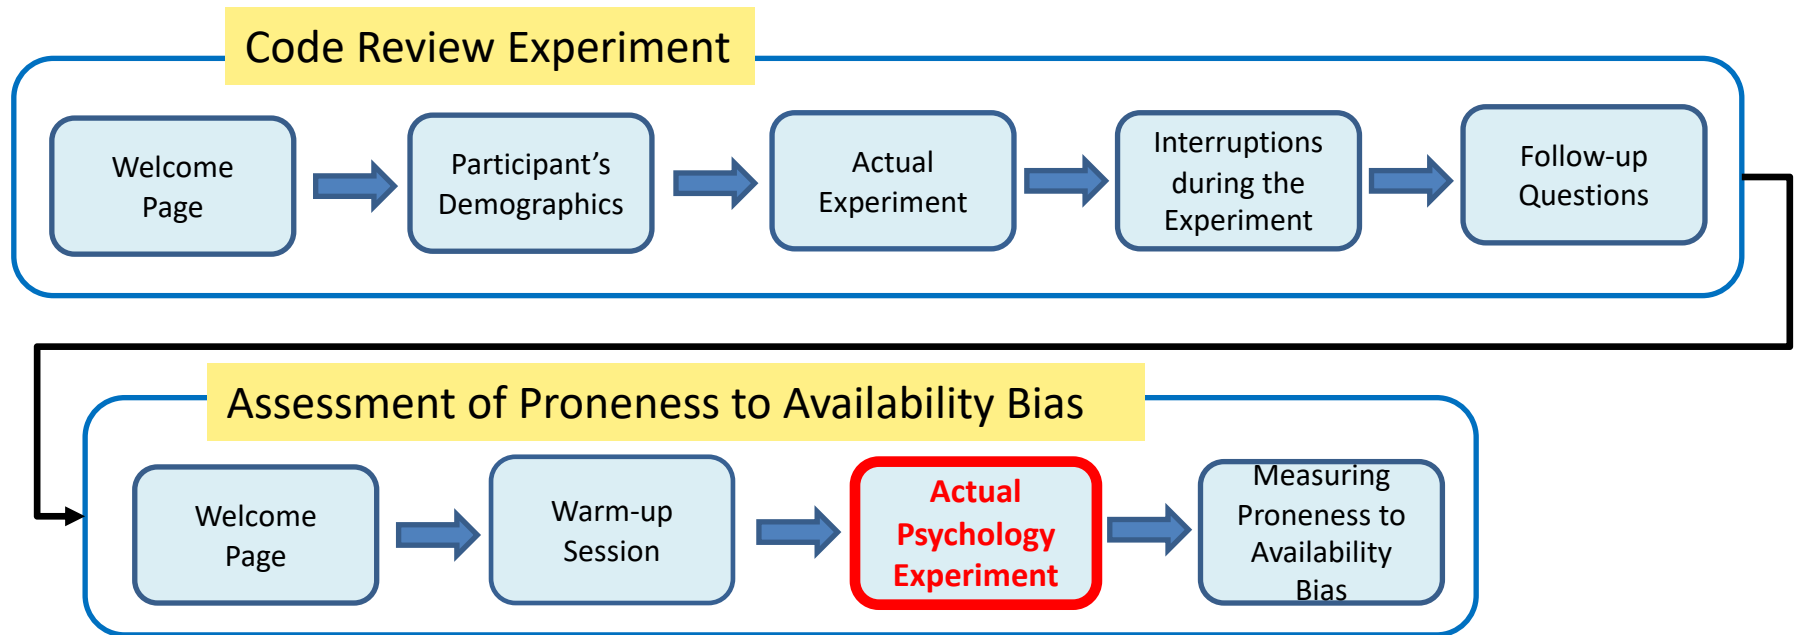 Code Review Experiment
Welcome
Page
Participant's
Demographics
Actual
Experiment
Interruptions
during the
Experiment
Follow-up
Questions
Assessment of Proneness to Availability Bias
Welcome
Page
Warm-up
Session
Actual
Psychology
Experiment
Measuring
Proneness to
Availability
Bias